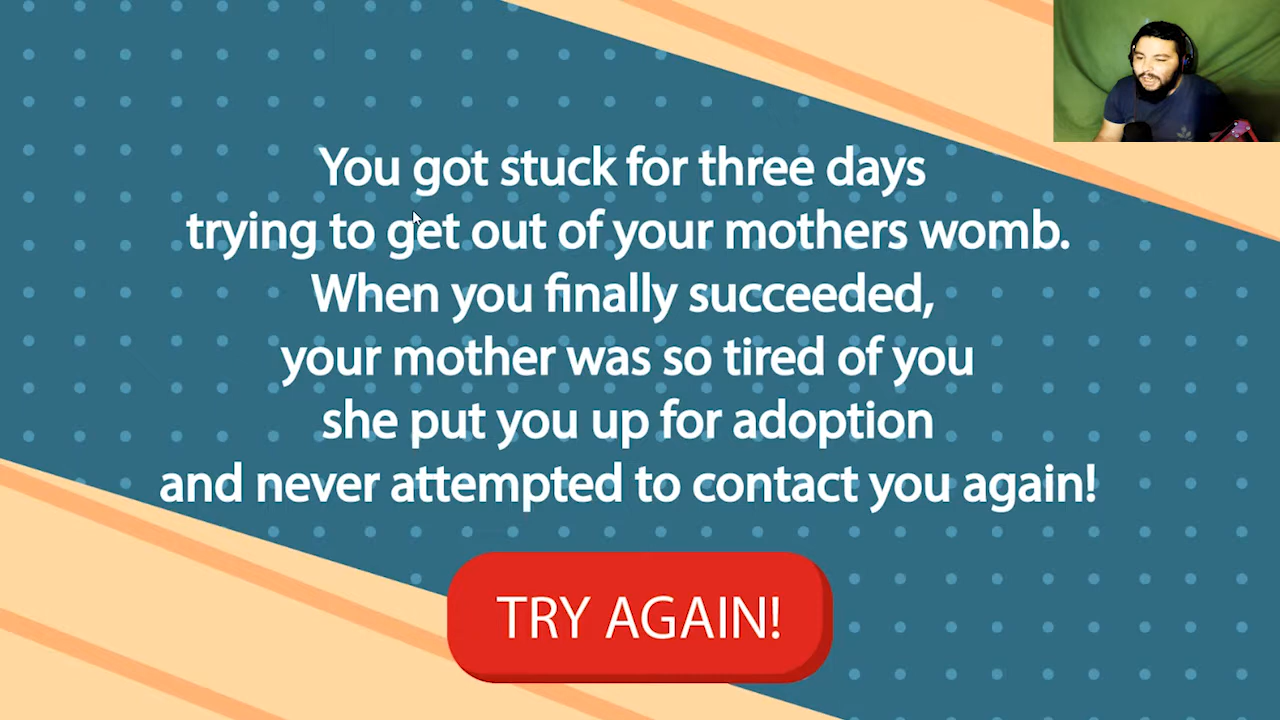 You got stuck for three days
trying to get out of your mothers womb.
When you finally succeeded,
your mother was so tired of you
she put you up for adoption
and never attempted to contact you again!
TRY AGAIN!